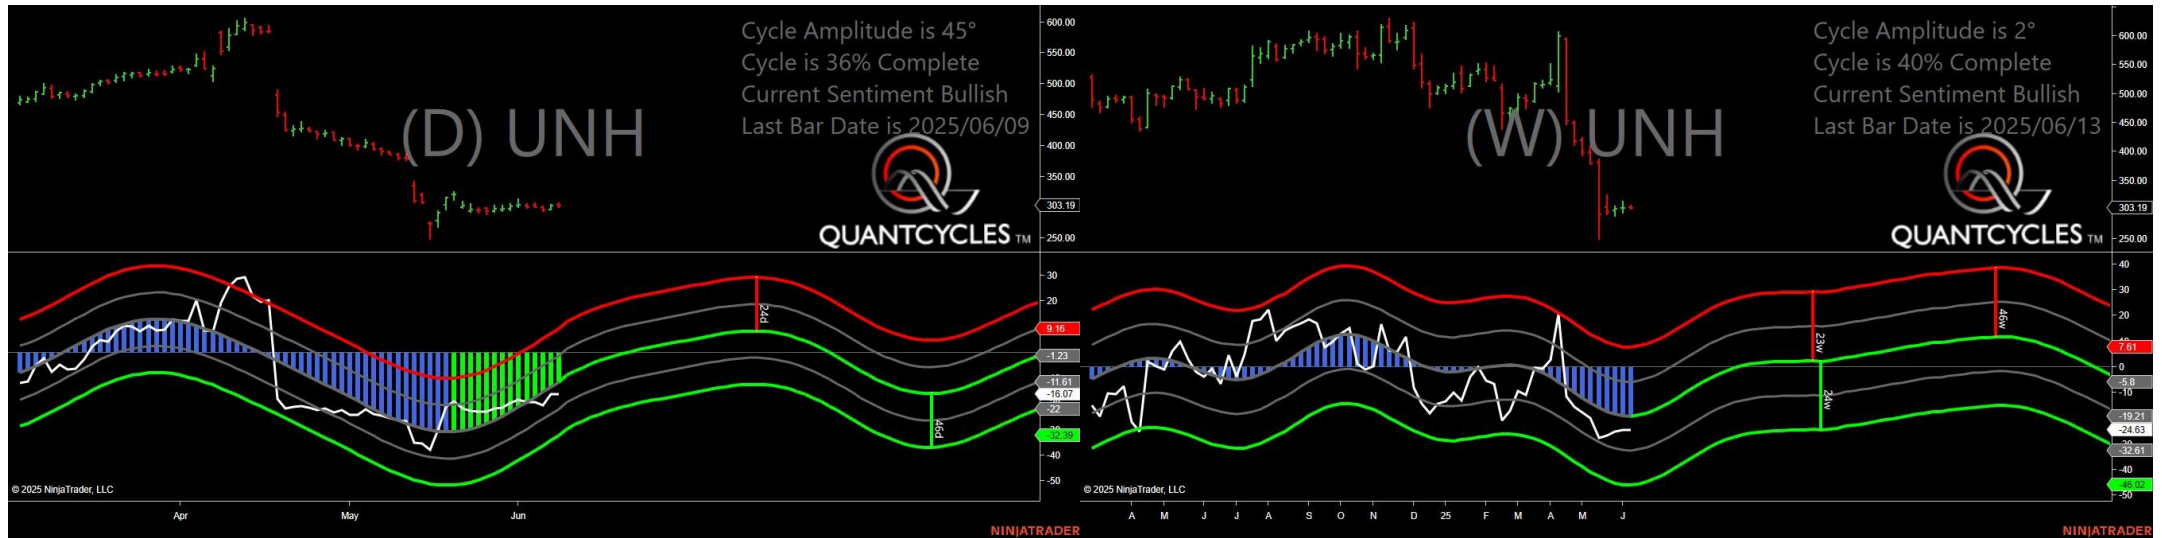 Cycle Amplitude is 45°
Cycle is 36% Complete
Current Sentiment Bullish
Last Bar Date is 2025/06/09
(D) UNH
QUANTCYCLES TM
600.00
550.00
500.00
450.00
400.00
350.00
303.19
250.00
30
20
9.16
-1.23
-11.61
-16.07
-22
-32.39
-40
-50
24d
46d
© 2025 NinjaTrader, LLC
Apr May Jun
NINJATRADER
Cycle Amplitude is 2°
Cycle is 40% Complete
Current Sentiment Bullish
Last Bar Date is 2025/06/13
(W) UNH
QUANTCYCLES TM
600.00
550.00
500.00
450.00
400.00
350.00
303.19
250.00
40
30
20
7.61
0
-5.8
-10
-19.21
-24.63
-32.61
-40
-46.02
-50
23w
24w
46w
© 2025 NinjaTrader, LLC
A M J J A S O N D 25 F M A M J
NINJATRADER